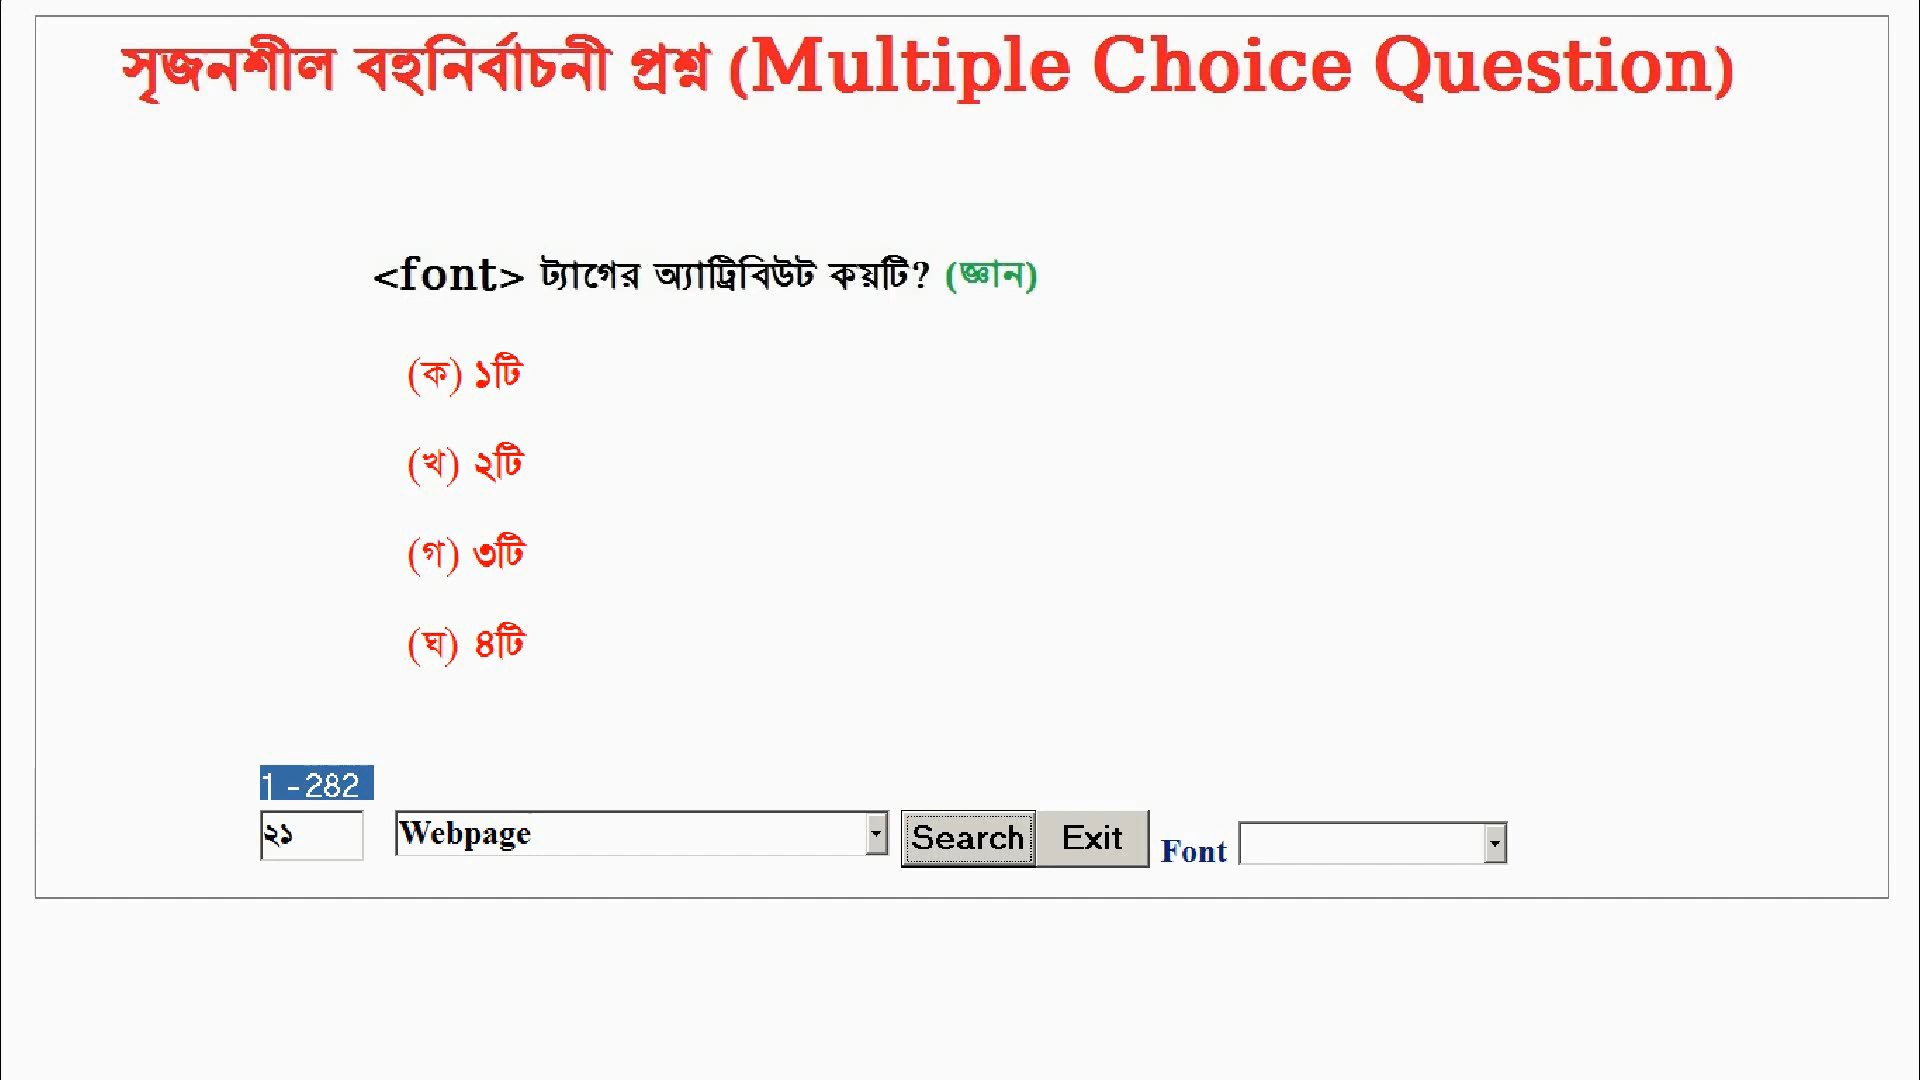 সৃজনশীল বহুনির্বাচনী প্রশ্ন (Multiple Choice Question)
<font> ট্যাগের অ্যাট্রিবিউট কয়টি? (জ্ঞান)
(ক) ১টি
(খ) ২টি
(গ) ৩টি
(ঘ) ৪টি
1 - 282
২১ Webpage Search Exit Font